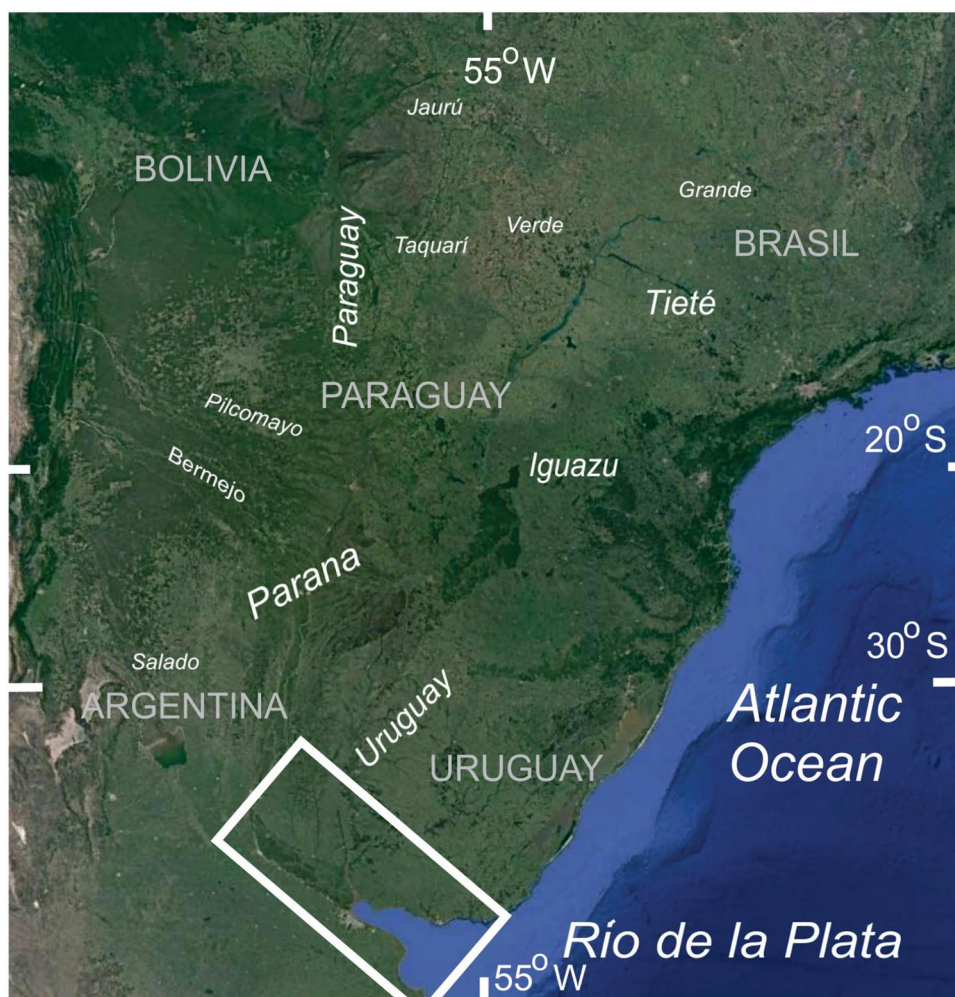 55° W
Jaurú
BOLIVIA
Grande
Verde
Paraguay
Taquarí
BRASIL
Tieté
PARAGUAY
Pilcomayo
20° S
Bermejo
Iguazu
Parana
30° S
Salado
ARGENTINA
Uruguay
Atlantic
Ocean
URUGUAY
Río de la Plata
55° W